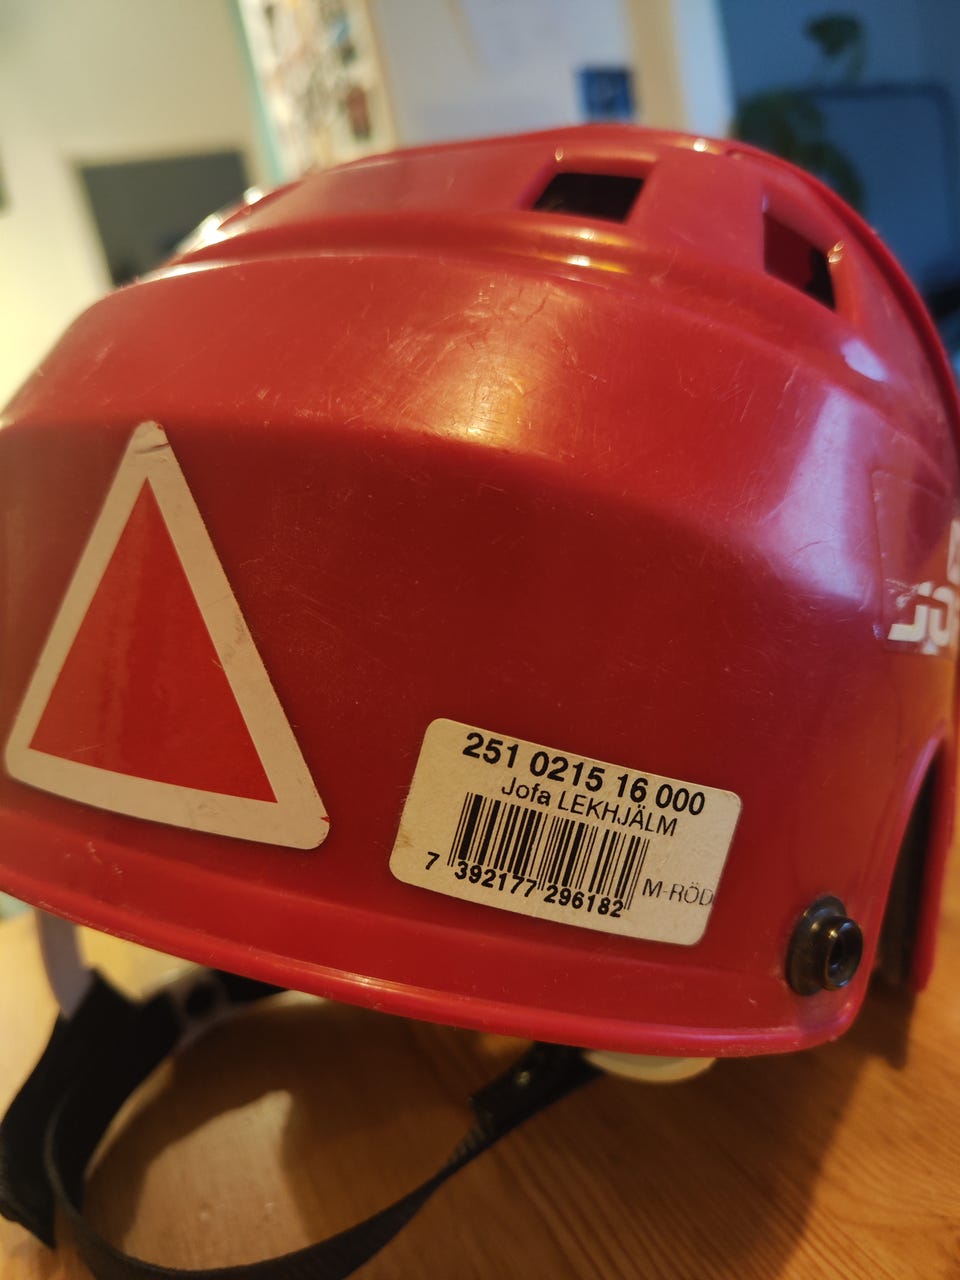 251 0215 16 000
Jofa LEKHJÄLM
7 392177 296182
M-RÖD